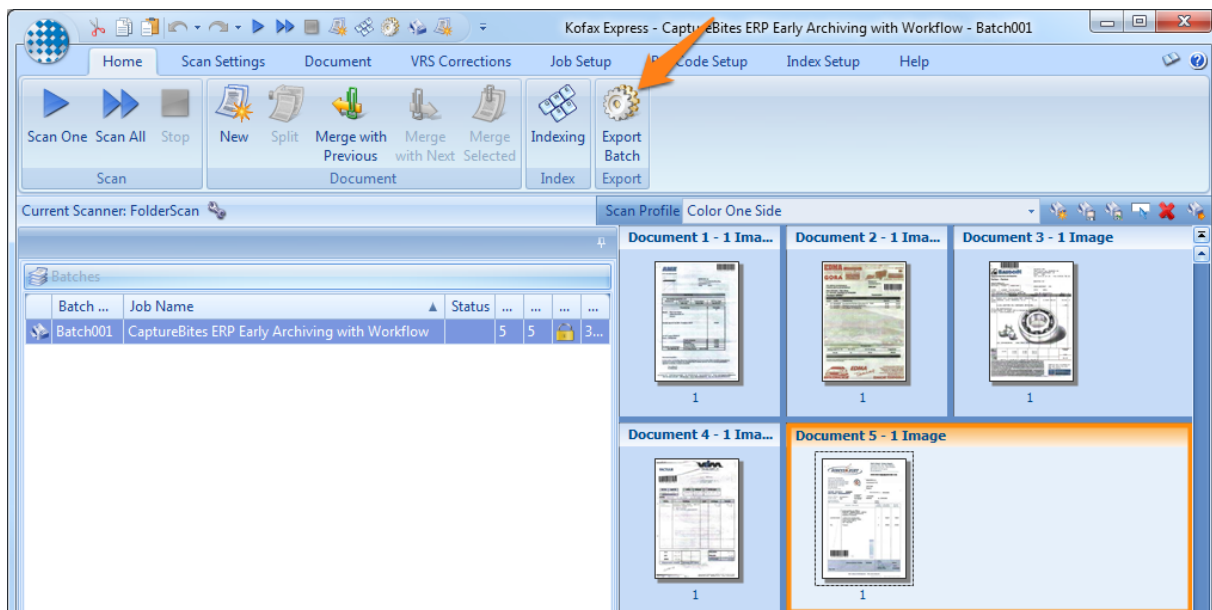 Kofax Express - CaptureBites ERP Early Archiving with Workflow - Batch001
Home Scan Settings Document VRS Corrections Job Setup Code Setup Index Setup Help
Scan One Scan All Stop New Split Merge with Previous Merge with Next Merge Selected Indexing Export Batch
Scan Document Index Export
Current Scanner: FolderScan Scan Profile Color One Side
Batches
Batch ... Job Name Status ... ... ... ...
Batch001 CaptureBites ERP Early Archiving with Workflow 5 5 3...
Document 1 - 1 Ima... Document 2 - 1 Ima... Document 3 - 1 Image
1 1 1
Document 4 - 1 Ima... Document 5 - 1 Image
1 1